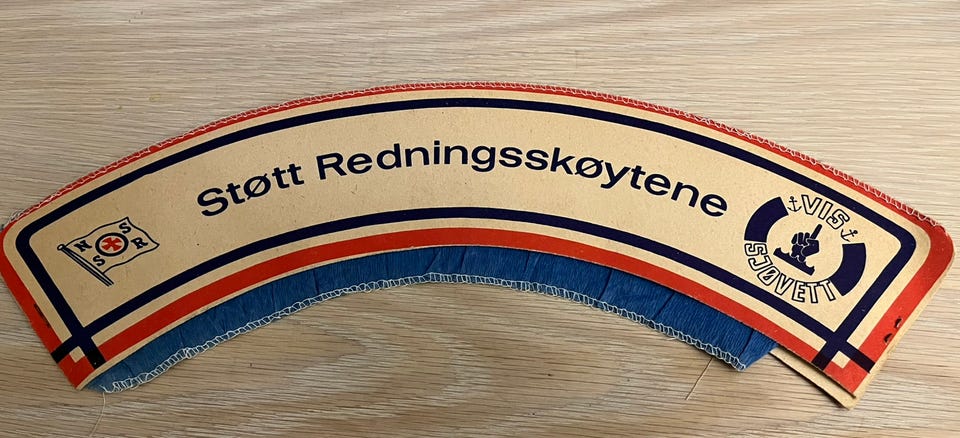 Støtt Redningsskøytene
N S
S R
VIS
SJØVETT